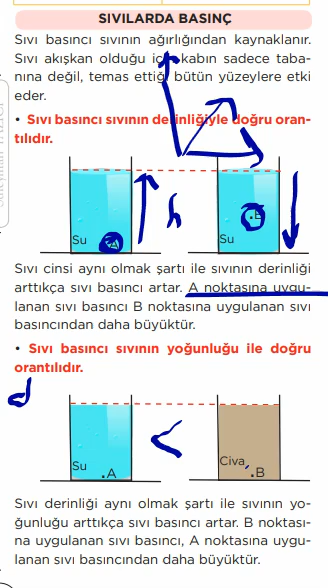 SIVILARDA BASINÇ
Sıvı basıncı sıvının ağırlığından kaynaklanır.
Sıvı akışkan olduğu kabın sadece taba-
nına değil, temas ettiği bütün yüzeylere etki
eder.
• Sıvı basıncı sıvının derinliğiyle doğru oran-
tılıdır.
h
Su
Su
B
Sıvı cinsi aynı olmak şartı ile sıvının derinliği
arttıkça sıvı basıncı artar. A noktasına uygu-
lanan sıvı basıncı B noktasına uygulanan sıvı
basıncından daha büyüktür.
• Sıvı basıncı sıvının yoğunluğu ile doğru
orantılıdır.
d
Su
.A
<
Civa
.B
Sıvı derinliği aynı olmak şartı ile sıvının yo-
ğunluğu arttıkça sıvı basıncı artar. B noktası-
na uygulanan sıvı basıncı, A noktasına uygu-
lanan sıvı basıncından daha büyüktür.